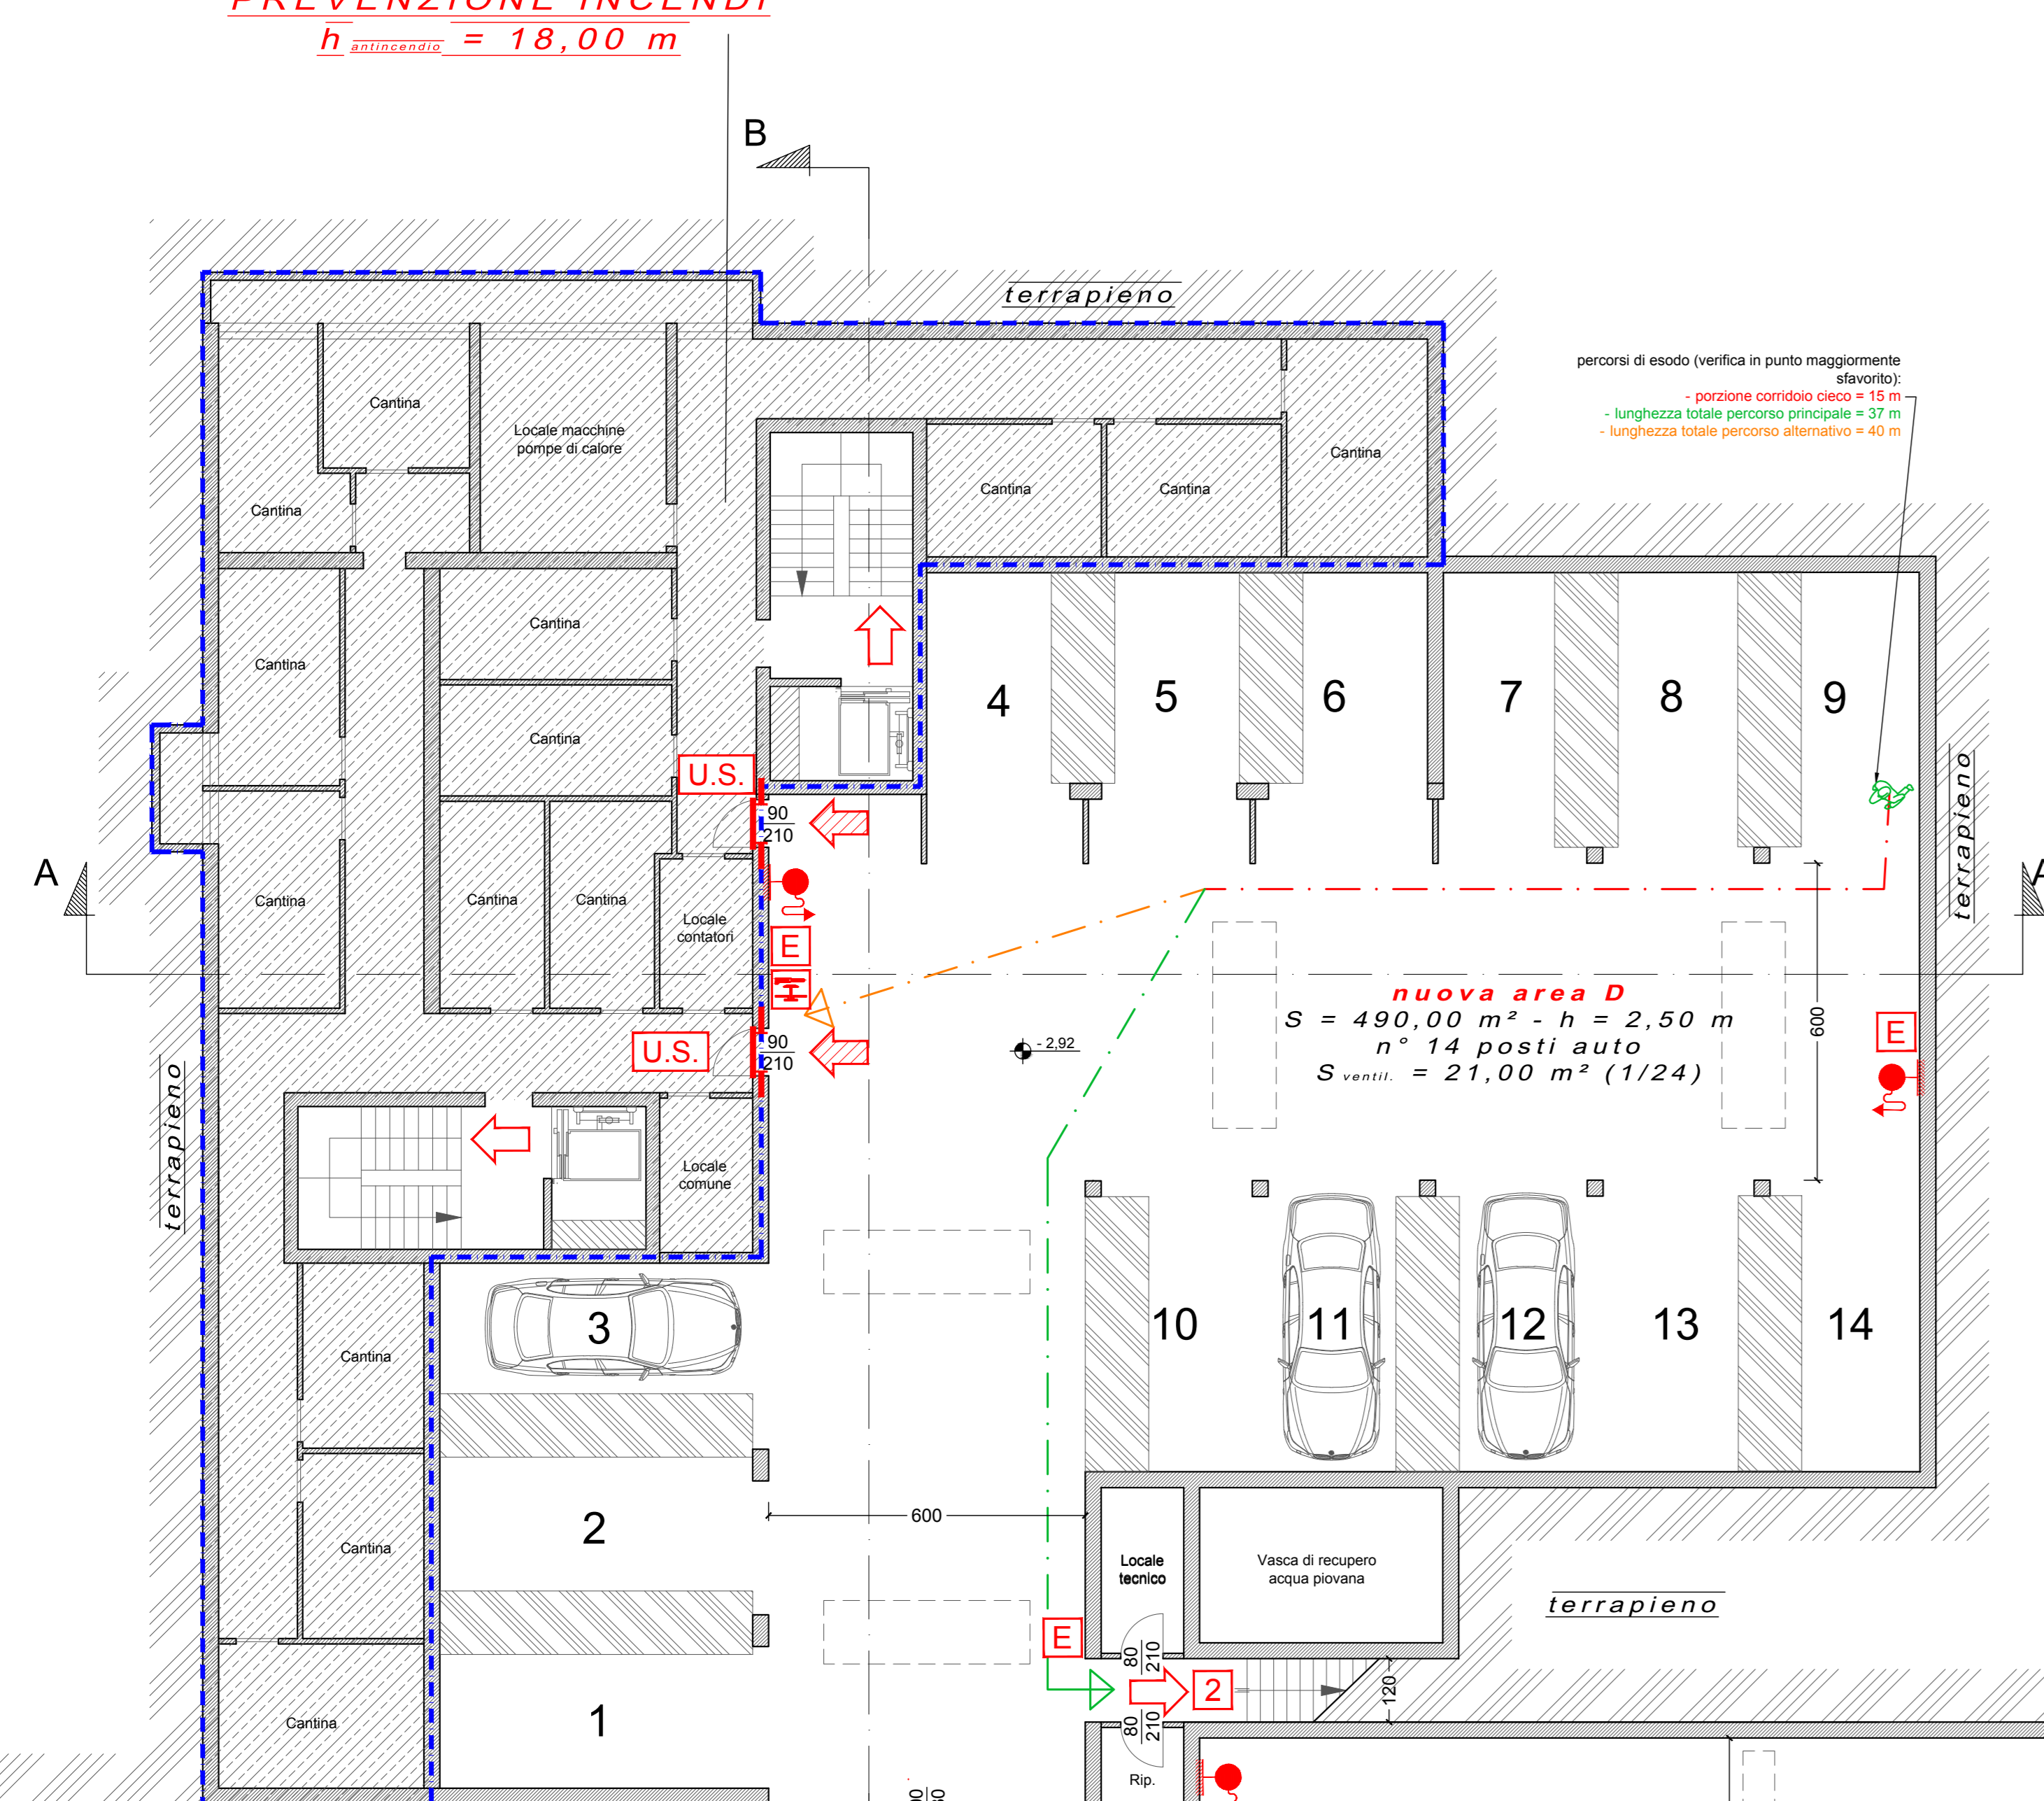 PREVENZIONE INCENDI
h antincendio = 18,00 m
B
terrapieno
percorsi di esodo (verifica in punto maggiormente
sfavorito):
- porzione corridoio cieco = 15 m
- lunghezza totale percorso principale = 37 m
- lunghezza totale percorso alternativo = 40 m
Cantina
Locale macchine
pompe di calore
Cantina
Cantina
Cantina
Cantina
Cantina
Cantina
Cantina
4
5
6
7
8
9
Cantina
U.S.
90
210
terrapieno
A
A
Cantina
Cantina
Cantina
Locale
contatori
E
nuova area D
S = 490,00 m² - h = 2,50 m
n° 14 posti auto
S ventil. = 21,00 m² (1/24)
600
E
U.S.
90
210
- 2,92
terrapieno
Locale
comune
3
10
11
12
13
14
Cantina
600
2
Cantina
Locale
tecnico
Vasca di recupero
acqua piovana
terrapieno
E
80
210
2
120
80
210
1
Cantina
Rip.